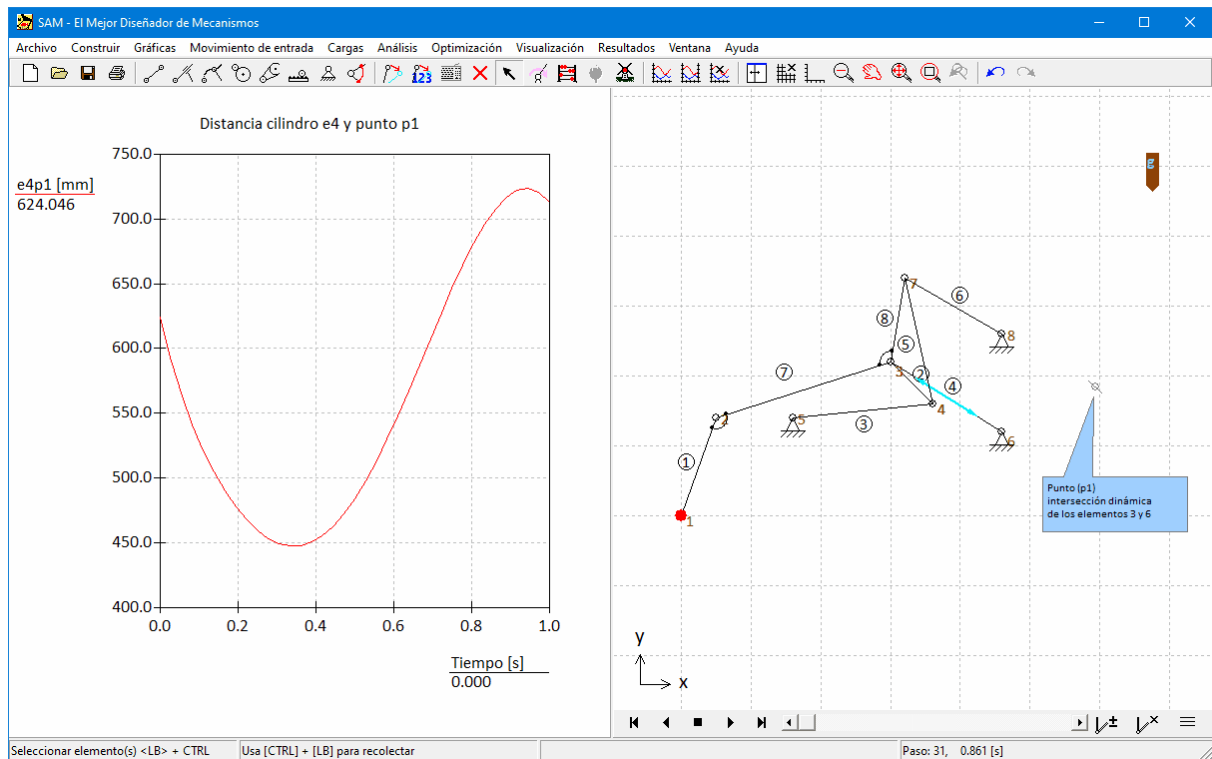 SAM - El Mejor Diseñador de Mecanismos
Archivo Construir Gráficas Movimiento de entrada Cargas Análisis Optimización Visualización Resultados Ventana Ayuda
123
Distancia cilindro e4 y punto p1
e4p1 [mm]
624.046
750.0
700.0
650.0
600.0
550.0
500.0
450.0
400.0
0.0 0.2 0.4 0.6 0.8 1.0
Tiempo [s]
0.000
g
7
6
8
8
5
3
2
4
7
4
2
5
3
6
1
1
Punto (p1)
intersección dinámica
de los elementos 3 y 6
y
x
Seleccionar elemento(s) <LB> + CTRL
Usa [CTRL] + [LB] para recolectar
Paso: 31, 0.861 [s]